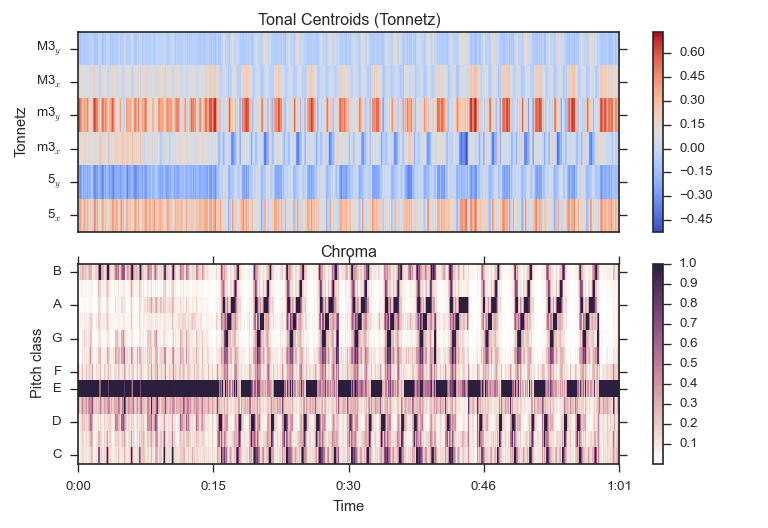 Tonal Centroids (Tonnetz)
Tonnetz
M3y
M3x
m3y
m3x
5y
5x
0.60
0.45
0.30
0.15
0.00
−0.15
−0.30
−0.45
Chroma
Pitch class
B
A
G
F
E
D
C
1.0
0.9
0.8
0.7
0.6
0.5
0.4
0.3
0.2
0.1
0:00 0:15 0:30 0:46 1:01
Time